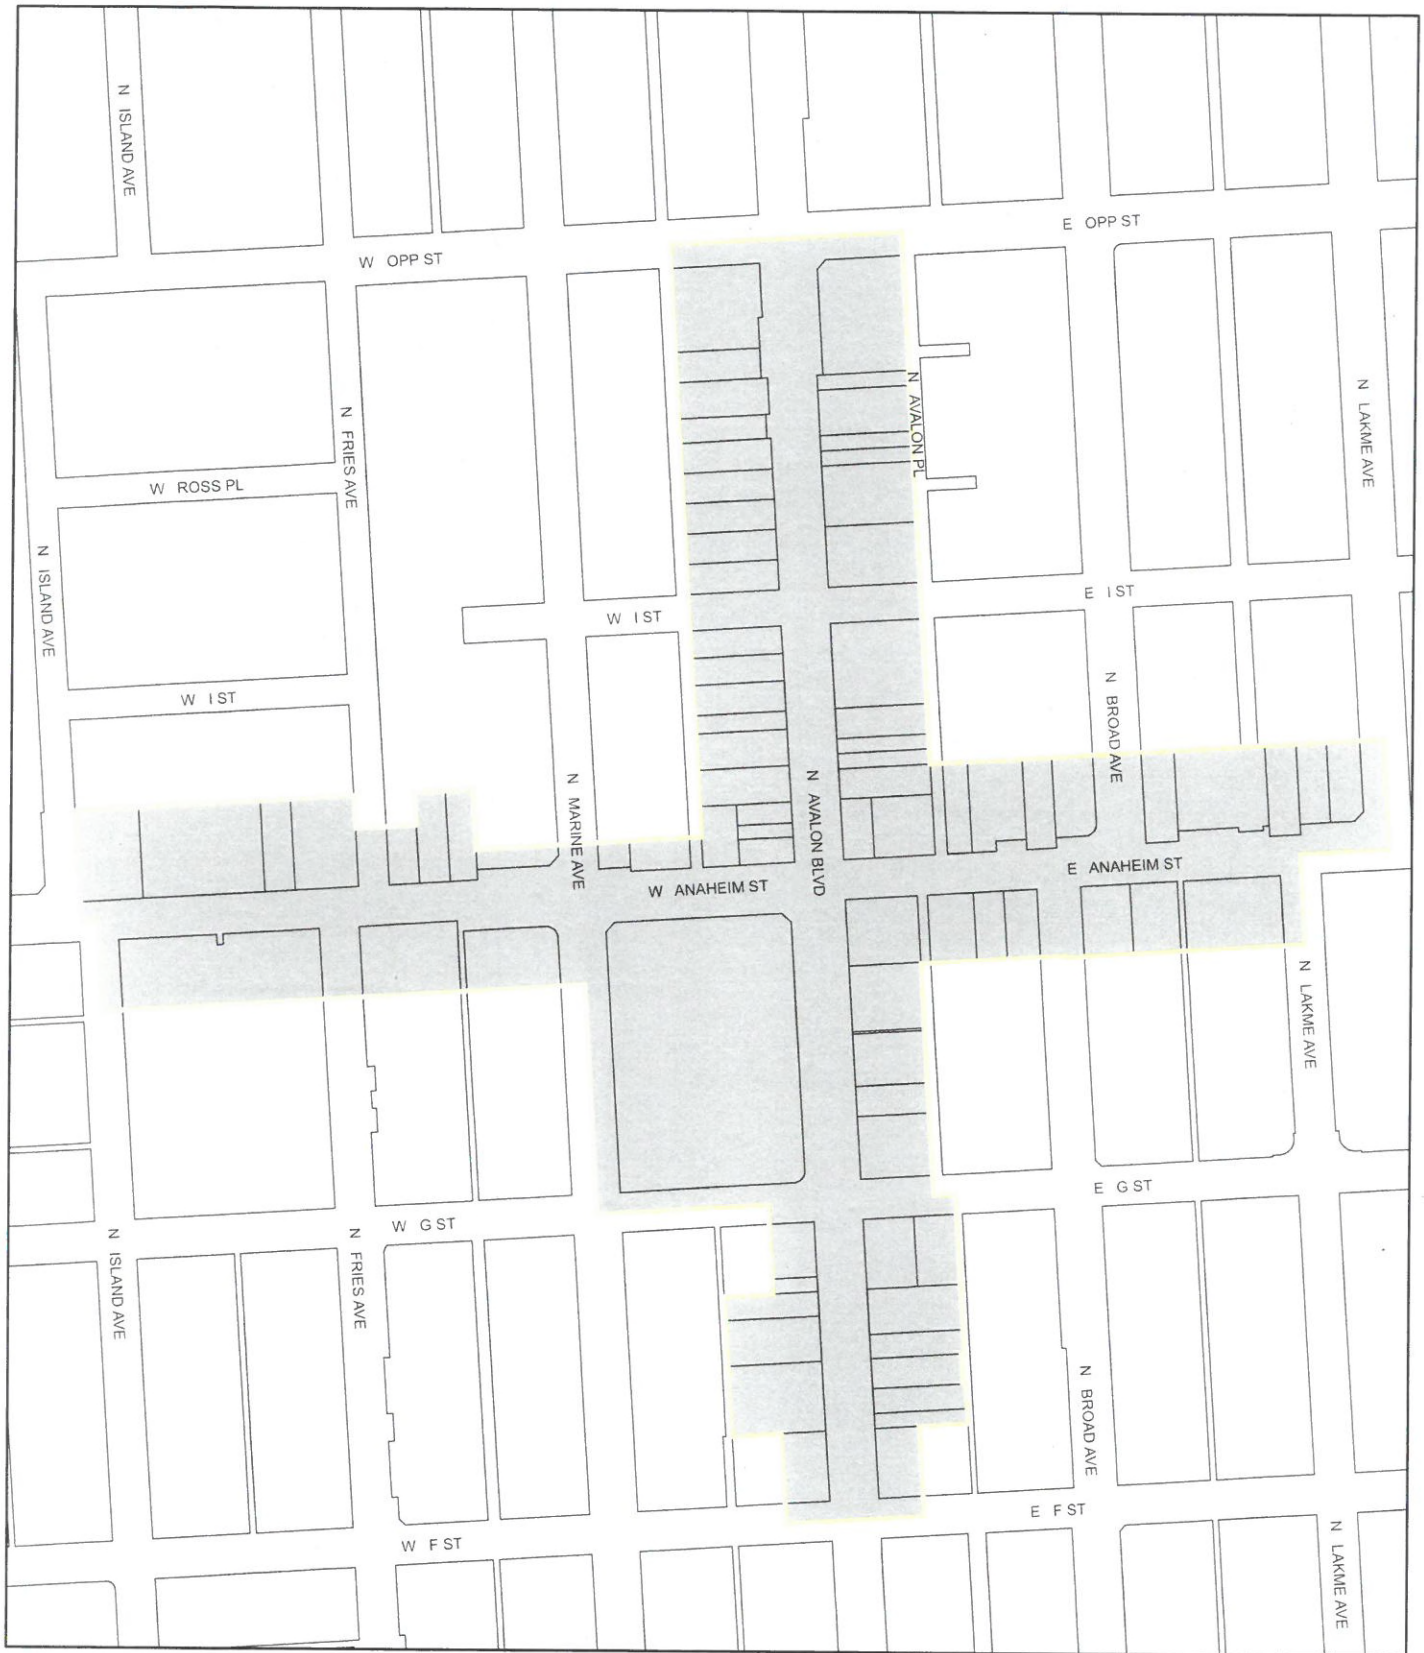 N ISLAND AVE
E OPP ST
W OPP ST
N AVALON PL
N LAKME AVE
N FRIES AVE
W ROSS PL
N ISLAND AVE
E I ST
W I ST
W I ST
N BROAD AVE
N MARINE AVE
N AVALON BLVD
E ANAHEIM ST
W ANAHEIM ST
N LAKME AVE
E G ST
W G ST
N ISLAND AVE
N FRIES AVE
N BROAD AVE
E F ST
W F ST
N LAKME AVE